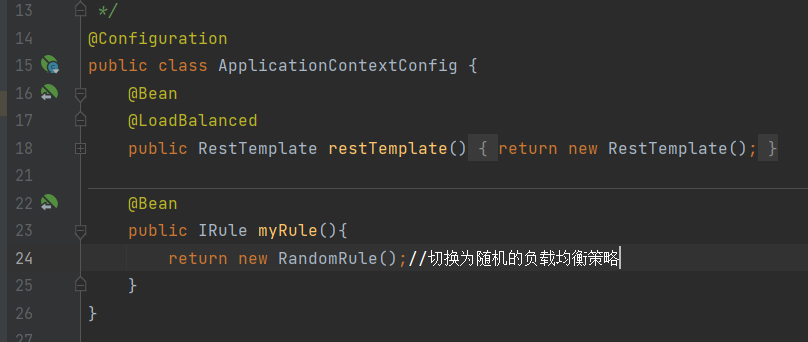 13 */
14 @Configuration
15 public class ApplicationContextConfig {
16 @Bean
17 @LoadBalanced
18 public RestTemplate restTemplate() { return new RestTemplate(); }
21
22 @Bean
23 public IRule myRule(){
24 return new RandomRule();//切换为随机的负载均衡策略
25 }
26 }
27